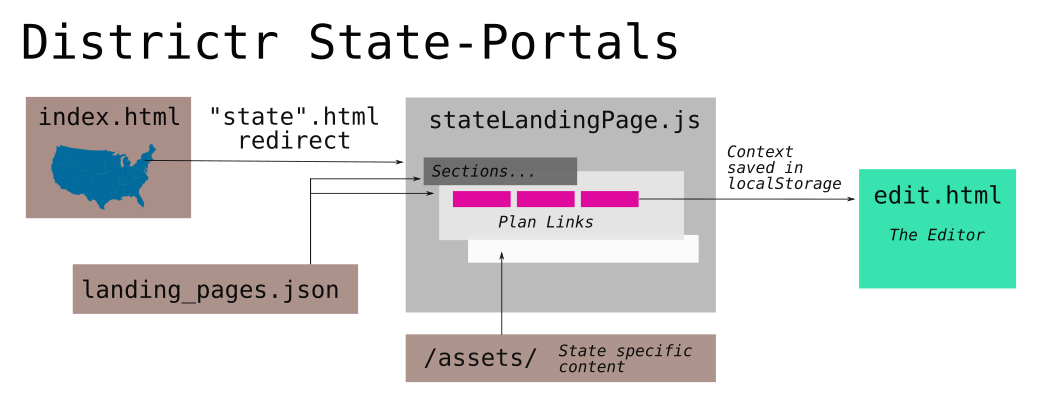 Districtr State-Portals
index.html
"state".html
redirect
stateLandingPage.js
Sections...
Plan Links
Context
saved in
localStorage
edit.html
The Editor
landing_pages.json
/assets/
State specific
content